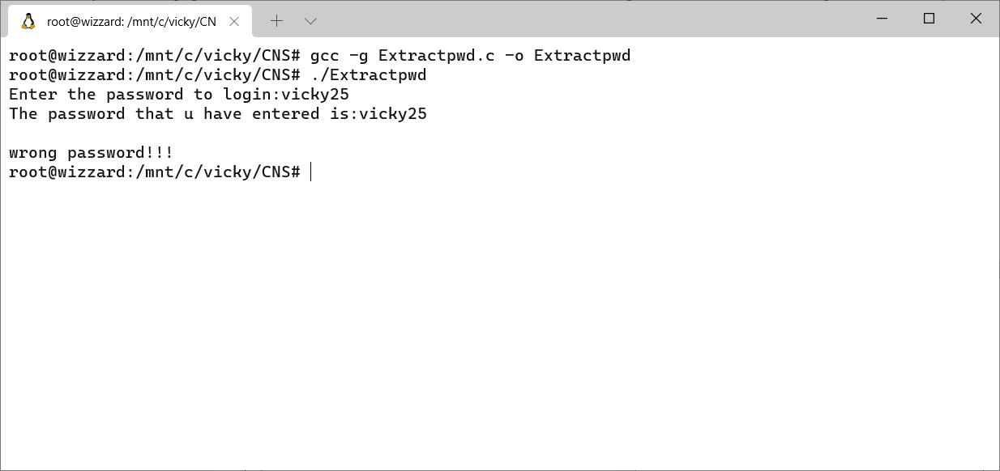 root@wizzard: /mnt/c/vicky/CN
root@wizzard:/mnt/c/vicky/CNS# gcc -g Extractpwd.c -o Extractpwd
root@wizzard:/mnt/c/vicky/CNS# ./Extractpwd
Enter the password to login:vicky25
The password that u have entered is:vicky25
wrong password!!!
root@wizzard:/mnt/c/vicky/CNS#